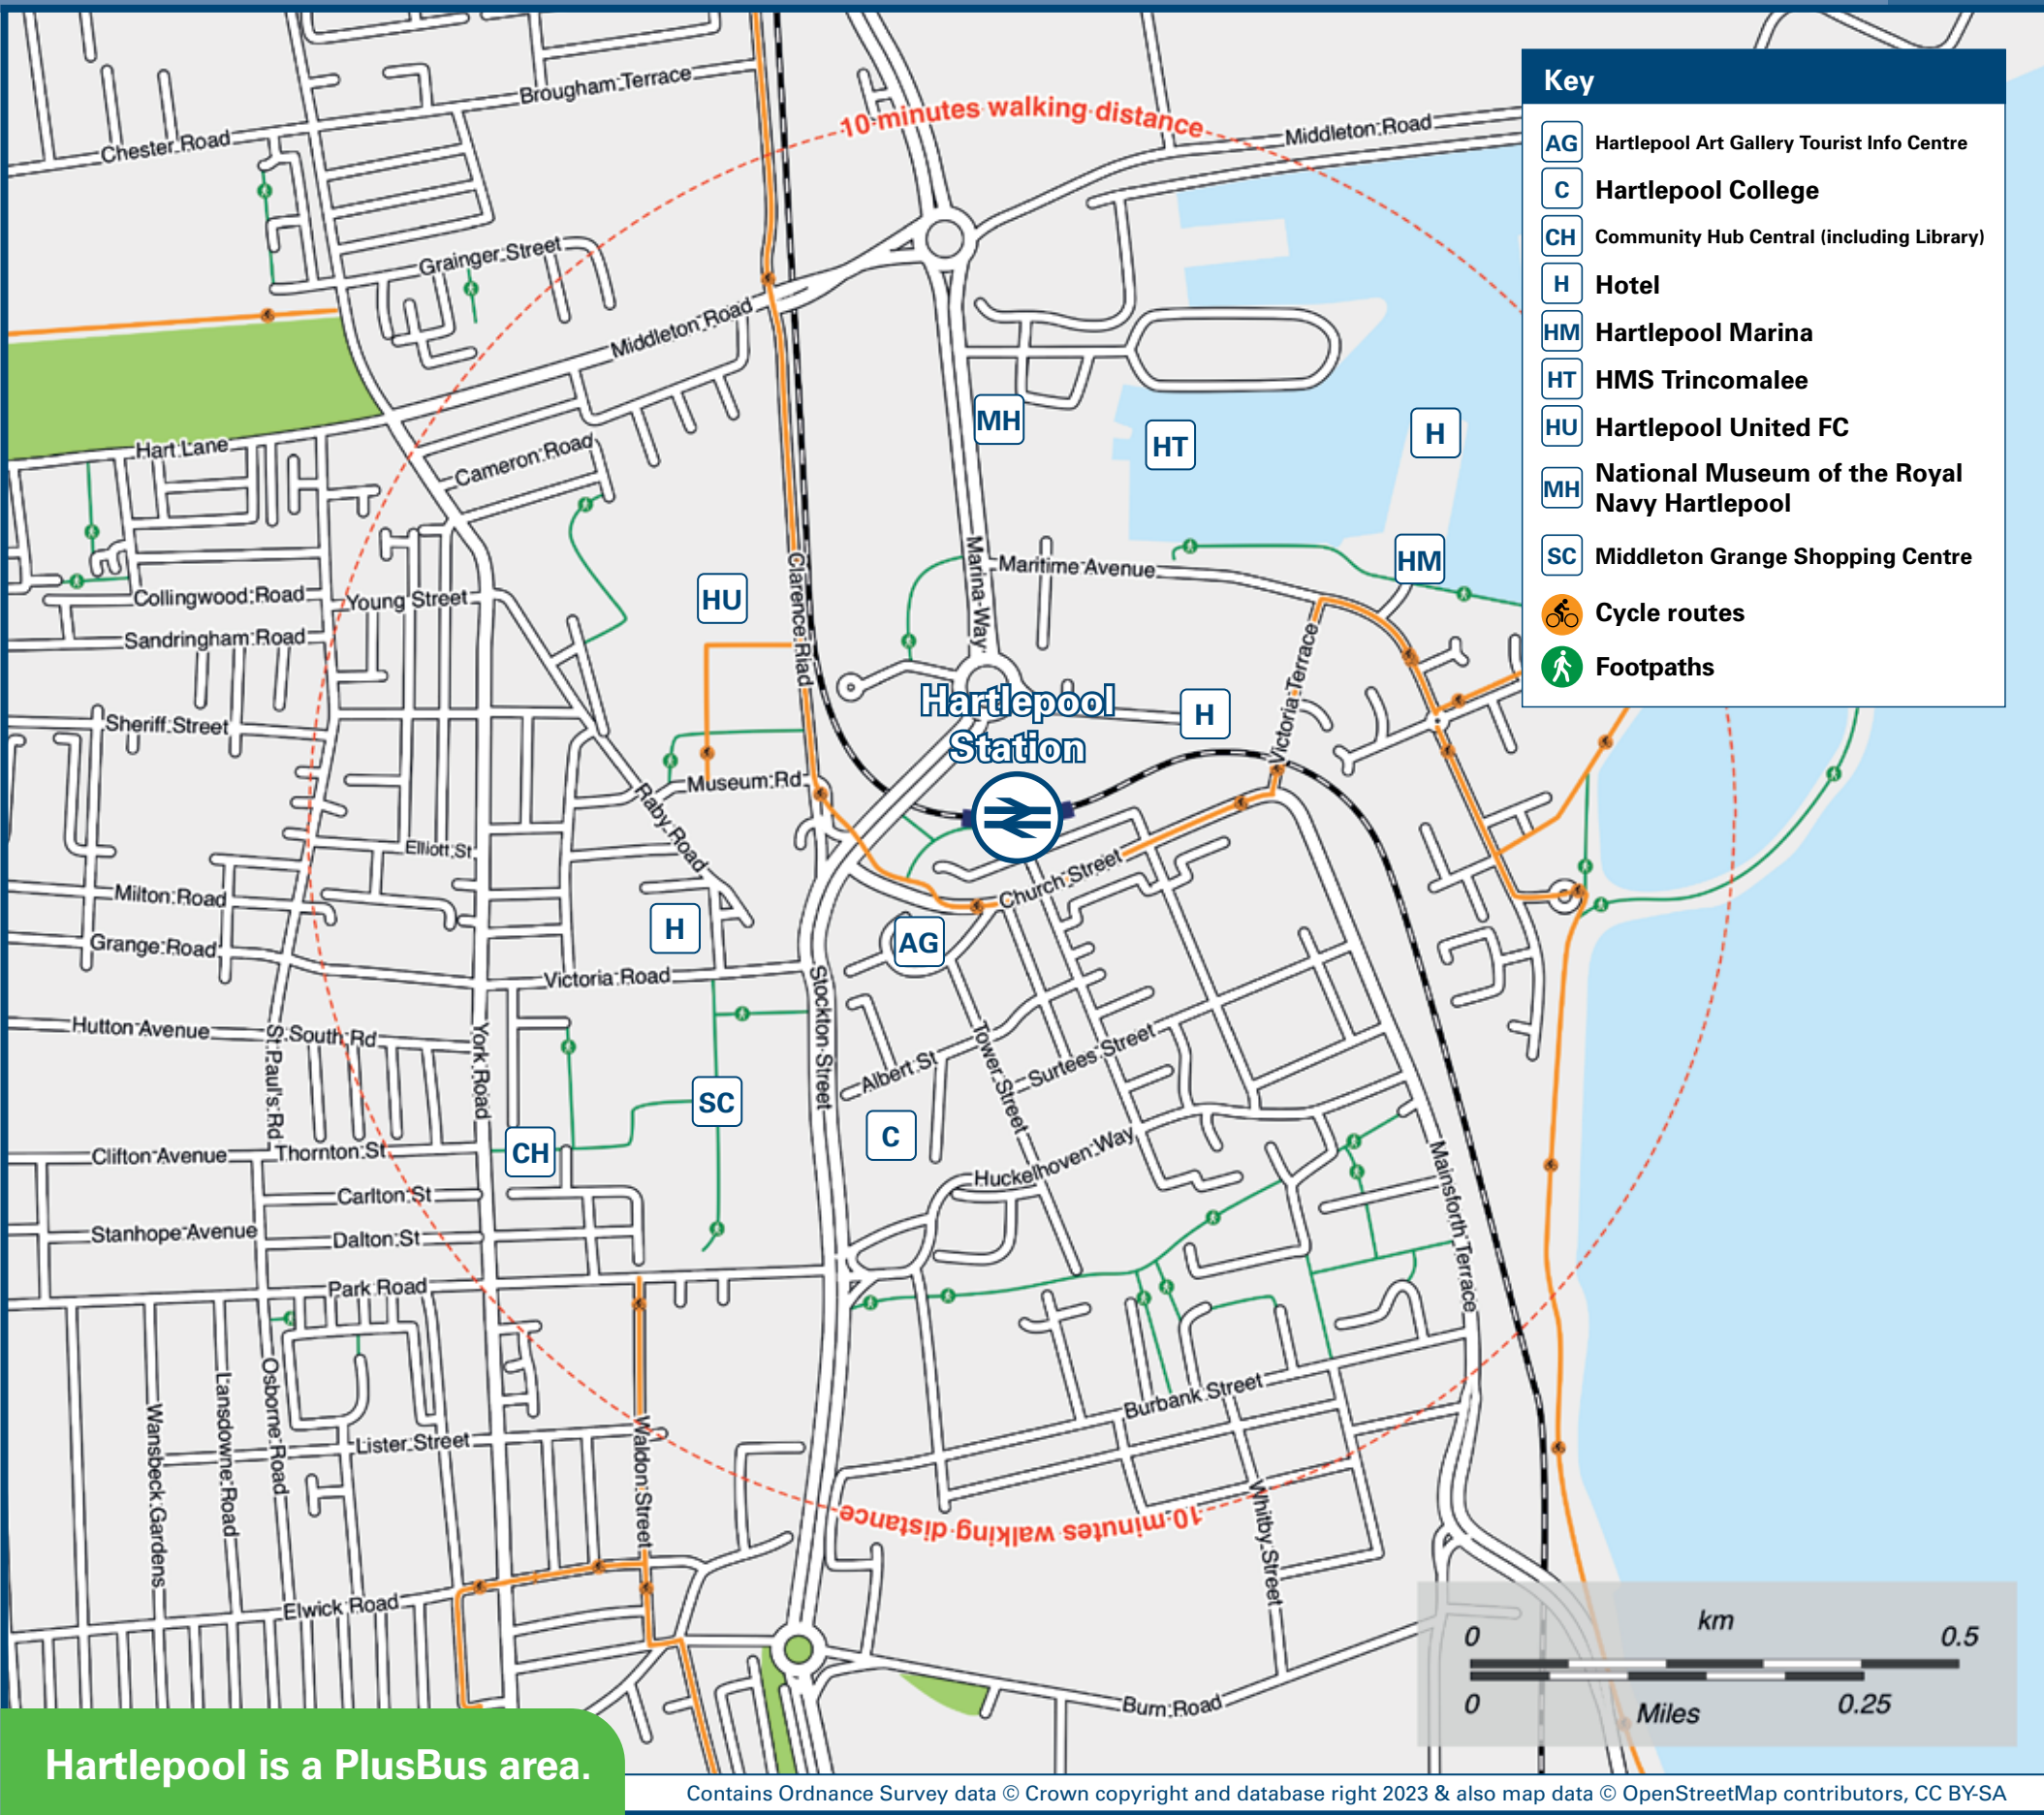 Key
AG Hartlepool Art Gallery Tourist Info Centre
C Hartlepool College
CH Community Hub Central (including Library)
H Hotel
HM Hartlepool Marina
HT HMS Trincomalee
HU Hartlepool United FC
MH National Museum of the Royal
Navy Hartlepool
SC Middleton Grange Shopping Centre
Cycle routes
Footpaths
Brougham Terrace
10 minutes walking distance
Middleton Road
Chester Road
Grainger Street
Middleton Road
MH
HT
H
Hart Lane
Cameron Road
HM
Clarence Riad
Marina Way
Maritime Avenue
HU
Collingwood Road
Young Street
Sandringham Road
Victoria Terrace
Hartlepool
Station
H
Sheriff Street
Museum Rd
Raby Road
Elliott St
Church Street
Milton Road
H
AG
Grange Road
Victoria Road
Stockton Street
Hutton Avenue
St Paul's Rd
South Rd
York Road
Tower Street
Surtees Street
Albert St
SC
C
CH
Clifton Avenue
Thornton St
Huckelhoven Way
Mainsforth Terrace
Carlton St
Stanhope Avenue
Dalton St
Park Road
Wansbeck Gardens
Lansdowne Road
Osborne Road
Burbank Street
Lister Street
Waldon Street
Whitby Street
10 minutes walking distance
Elwick Road
Burn Road
km
0 0.5
0 0.25
Miles
Hartlepool is a PlusBus area.
Contains Ordnance Survey data © Crown copyright and database right 2023 & also map data © OpenStreetMap contributors, CC BY-SA